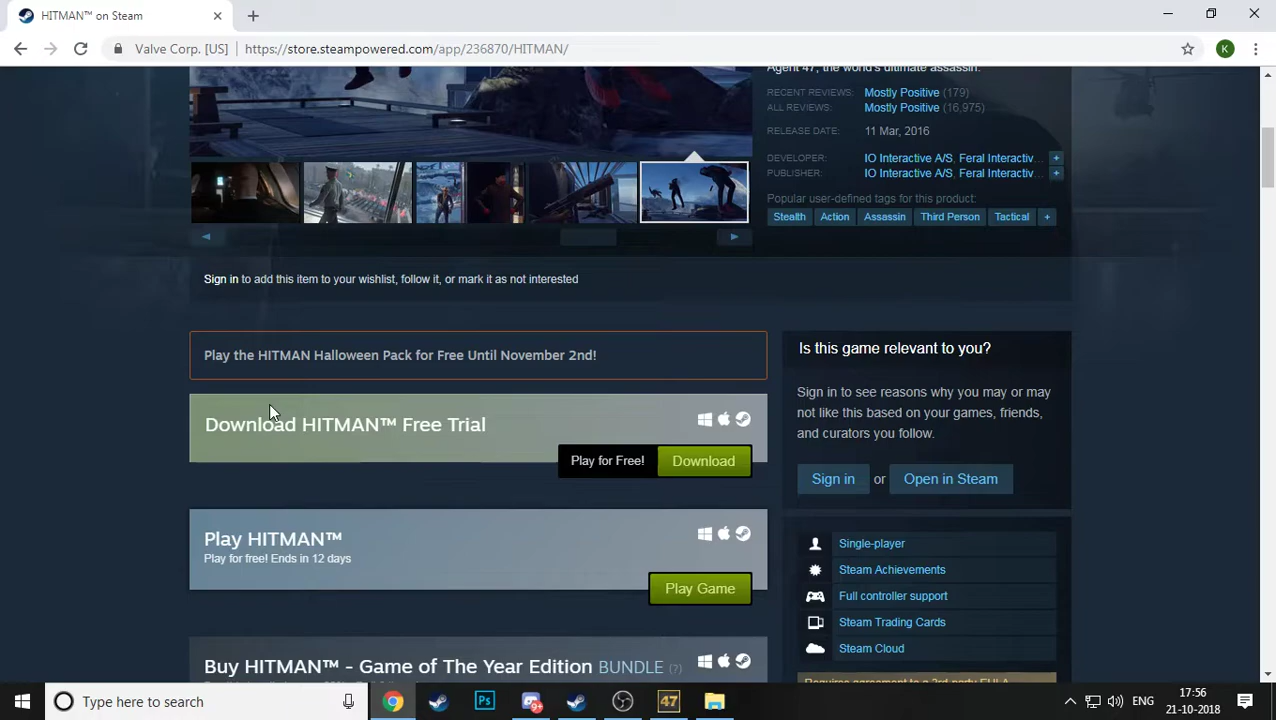 HITMAN™ on Steam
Valve Corp. [US] https://store.steampowered.com/app/236870/HITMAN/
K
Agent 47, the world's ultimate assassin.
RECENT REVIEWS: Mostly Positive (179)
ALL REVIEWS: Mostly Positive (16,975)
RELEASE DATE: 11 Mar, 2016
DEVELOPER: IO Interactive A/S, Feral Interactiv... +
PUBLISHER: IO Interactive A/S, Feral Interactiv... +
Popular user-defined tags for this product:
Stealth Action Assassin Third Person Tactical +
Sign in to add this item to your wishlist, follow it, or mark it as not interested
Play the HITMAN Halloween Pack for Free Until November 2nd!
Download HITMAN™ Free Trial
Play for Free! Download
Play HITMAN™
Play for free! Ends in 12 days
Play Game
Buy HITMAN™ - Game of The Year Edition BUNDLE (?)
Is this game relevant to you?
Sign in to see reasons why you may or may
not like this based on your games, friends,
and curators you follow.
Sign in or Open in Steam
Single-player
Steam Achievements
Full controller support
Steam Trading Cards
Steam Cloud
Requires agreement to a 3rd-party EULA
Type here to search
Ps
47
ENG
17:56
21-10-2018